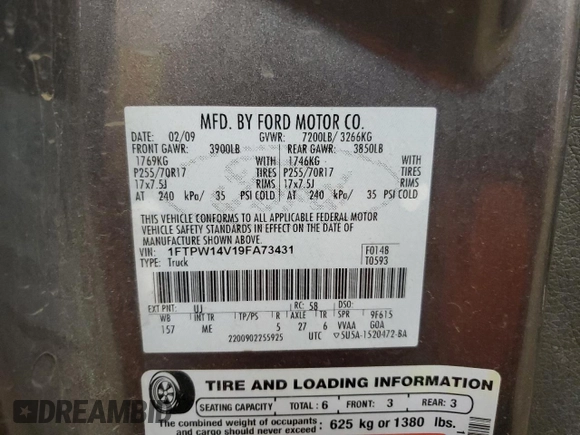 MFD. BY FORD MOTOR CO.
DATE: 02/09 GVWR: 7200LB/ 3266KG
FRONT GAWR: 3900LB REAR GAWR: 3850LB
1769KG WITH 1746KG WITH
P255/70R17 TIRES P255/70R17 TIRES
17x7.5J RIMS 17x7.5J RIMS
AT 240 kPa/ 35 PSI COLD AT 240 kPa/ 35 PSI COLD
THIS VEHICLE CONFORMS TO ALL APPLICABLE FEDERAL MOTOR
VEHICLE SAFETY STANDARDS IN EFFECT ON THE DATE OF
MANUFACTURE SHOWN ABOVE.
VIN: 1FTPW14V19FA73431 F0148
TYPE: Truck T0593
EXT PNT: UJ RC: 58 DSO:
WB INT TR TP/PS R AXLE TR SPR 9F615
157 ME 5 27 6 VVAA GOA
2200902255925 UTC ▽5U5A-1520472-BA
TIRE AND LOADING INFORMATION
SEATING CAPACITY TOTAL: 6 FRONT: 3 REAR: 3
The combined weight of occupants
and cargo should never exceed: 625 kg or 1380 lbs.
DREAMBID